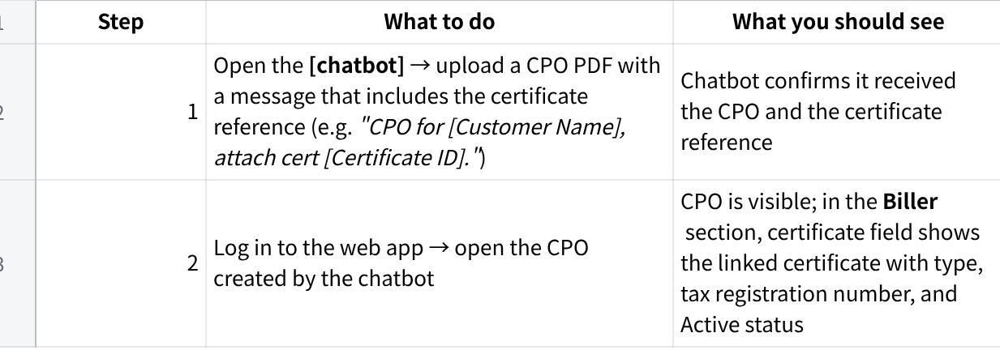 1 Step What to do What you should see
2 1 Open the [chatbot] → upload a CPO PDF with
a message that includes the certificate
reference (e.g. "CPO for [Customer Name],
attach cert [Certificate ID].")
Chatbot confirms it received
the CPO and the certificate
reference
3 2 Log in to the web app → open the CPO
created by the chatbot
CPO is visible; in the Biller
section, certificate field shows
the linked certificate with type,
tax registration number, and
Active status